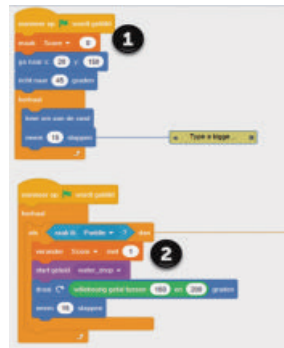 wanneer op wordt geklikt
maak Score 0
1
ga naar x: 20 y: 150
richt naar 45 graden
herhaal
keer om aan de rand
neem 15 stappen
Type a bigge
wanneer op wordt geklikt
herhaal
als raak ik Paddle ? dan
verander Score met 1
2
start geluid water_drop
draai willekeurig getal tussen 160 en 200 graden
neem 15 stappen